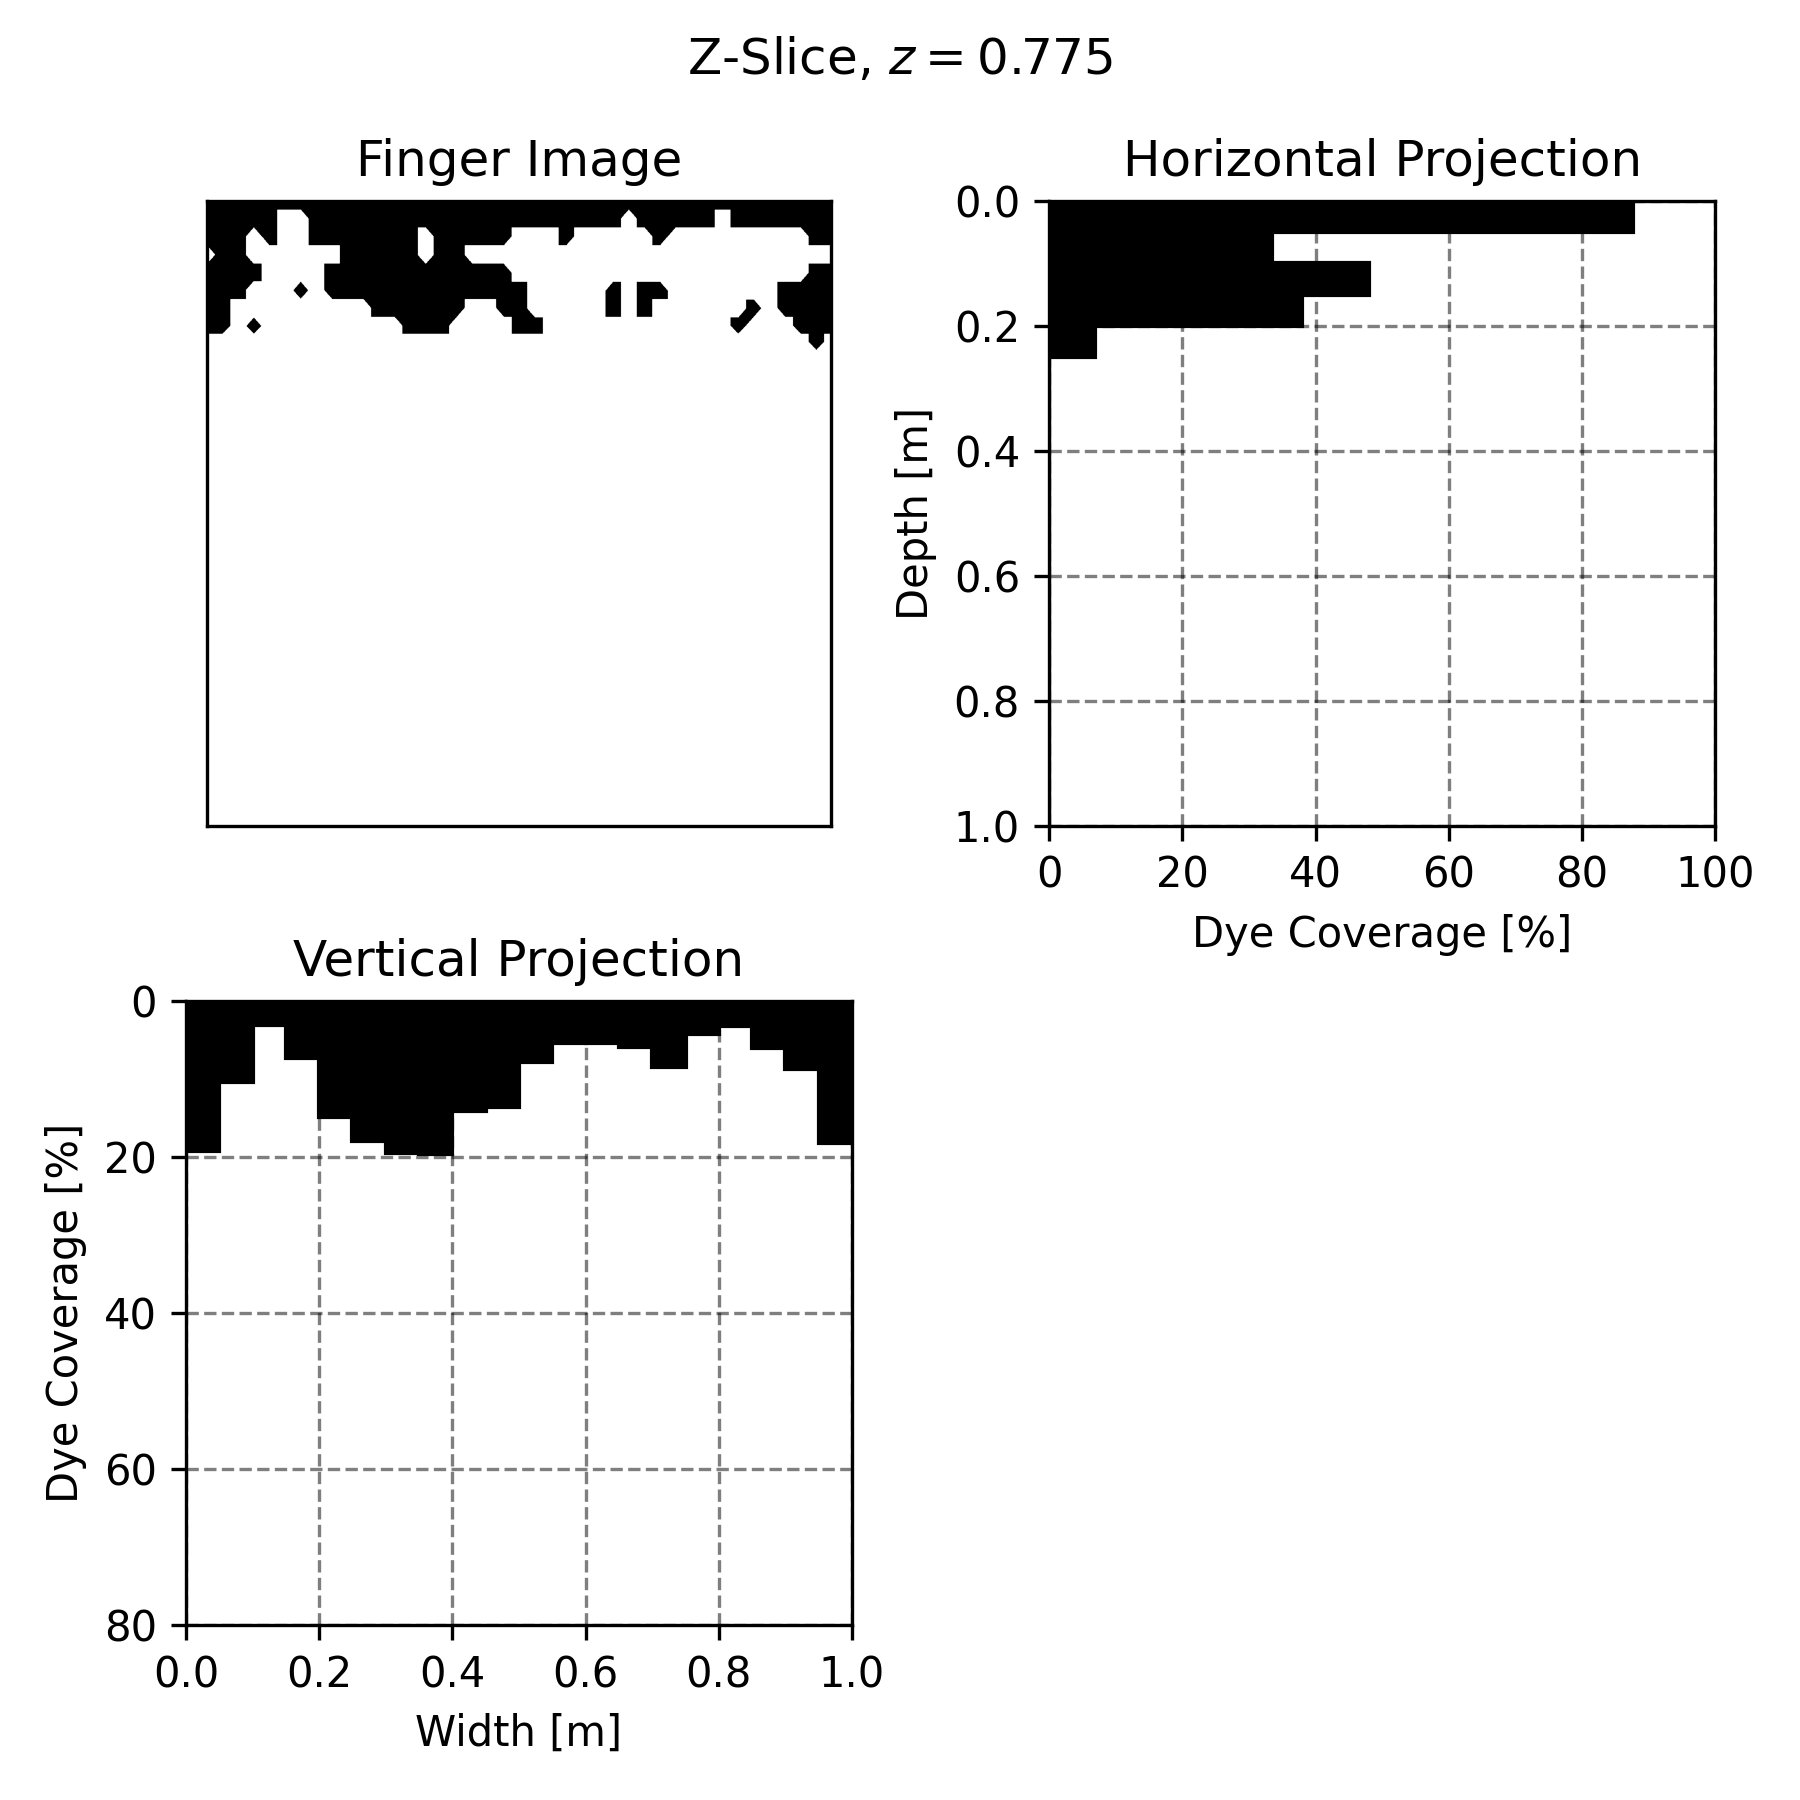 Z-Slice, z = 0.775
Finger Image
Horizontal Projection
0.0
0.2
0.4
0.6
0.8
1.0
Depth [m]
0 20 40 60 80 100
Dye Coverage [%]
Vertical Projection
0
20
40
60
80
Dye Coverage [%]
0.0 0.2 0.4 0.6 0.8 1.0
Width [m]